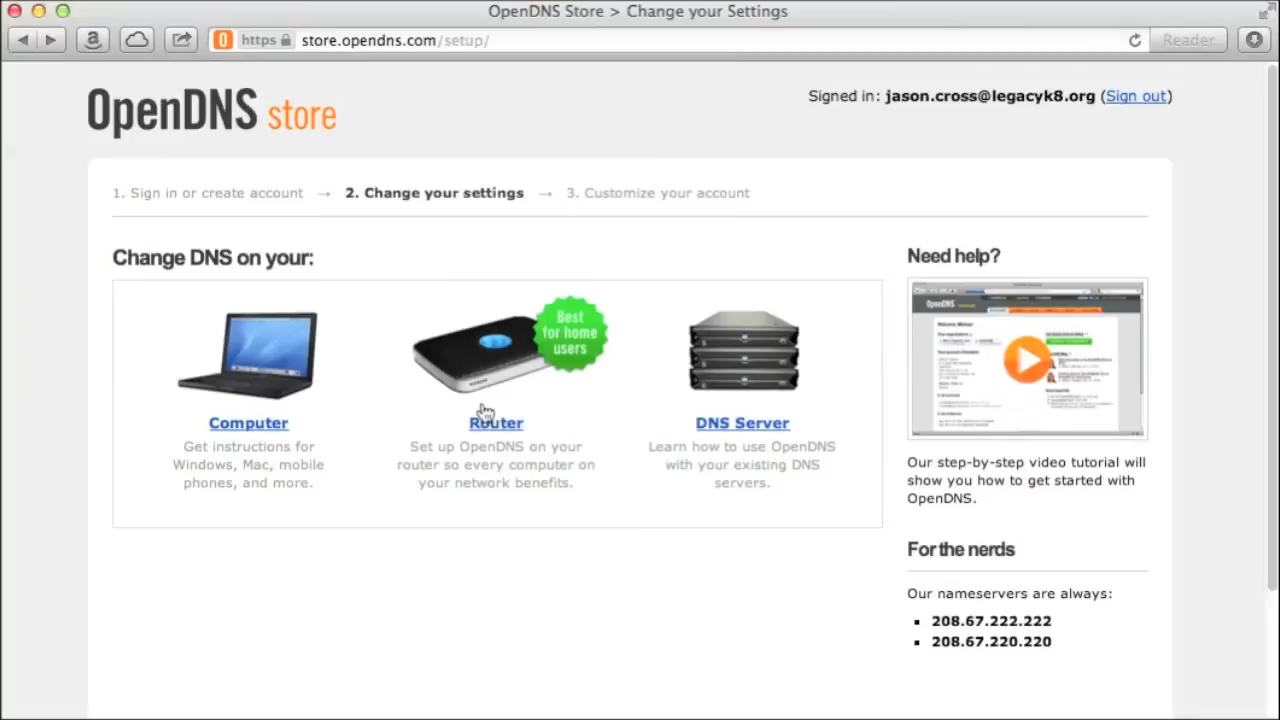 OpenDNS Store > Change your Settings
https store.opendns.com/setup/
Reader
OpenDNS store
Signed in: jason.cross@legacyk8.org (Sign out)
1. Sign in or create account → 2. Change your settings → 3. Customize your account
Change DNS on your:
Best
for home
users
Computer
Get instructions for
Windows, Mac, mobile
phones, and more.
Router
Set up OpenDNS on your
router so every computer on
your network benefits.
DNS Server
Learn how to use OpenDNS
with your existing DNS
servers.
Need help?
OpenDNS
Our step-by-step video tutorial will
show you how to get started with
OpenDNS.
For the nerds
Our nameservers are always:
208.67.222.222
208.67.220.220